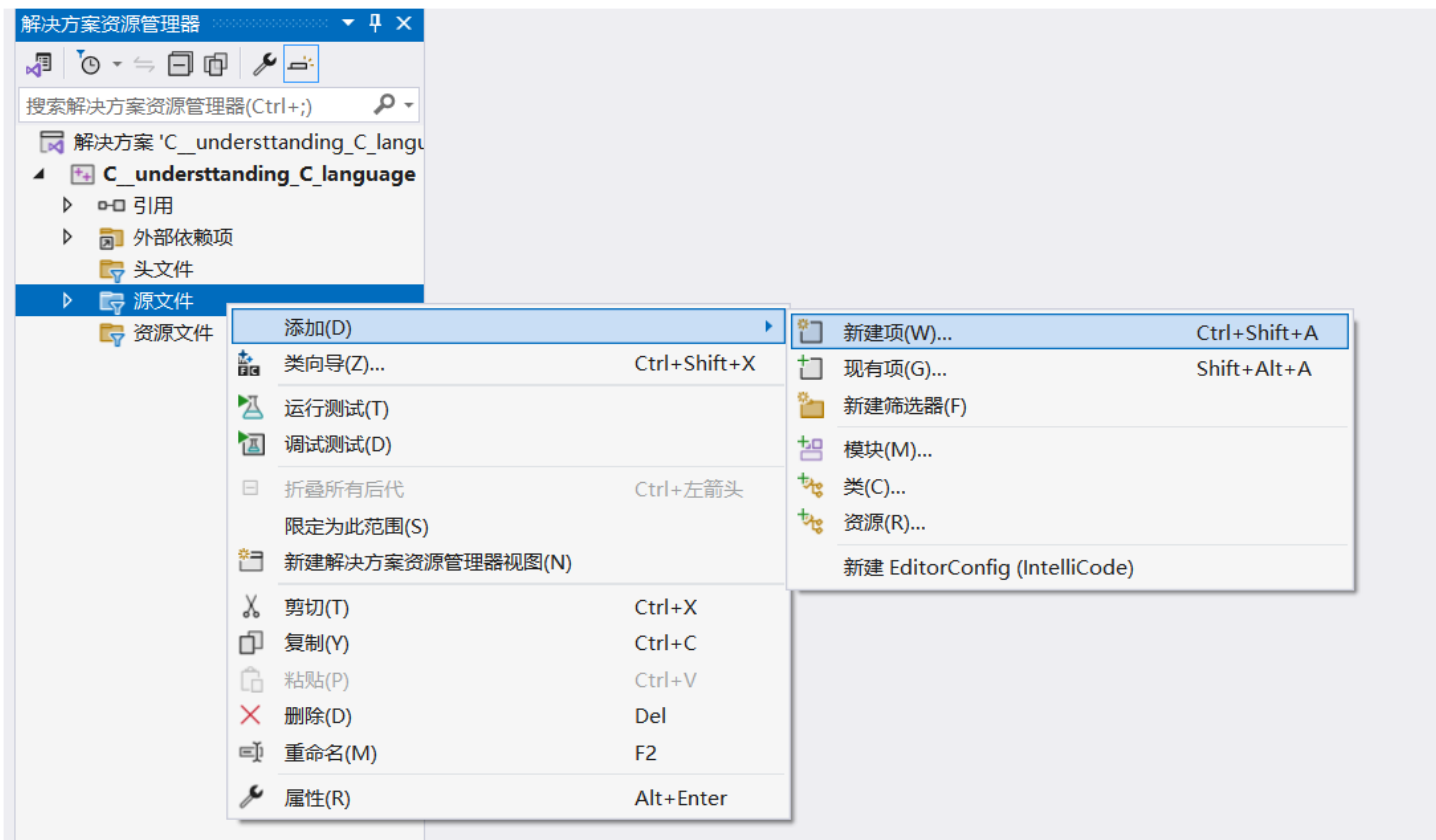 解决方案资源管理器
搜索解决方案资源管理器(Ctrl+;)
解决方案 'C__understtanding_C_langu
C__understtanding_C_language
引用
外部依赖项
头文件
源文件
资源文件
添加(D)
类向导(Z)... Ctrl+Shift+X
运行测试(T)
调试测试(D)
折叠所有后代 Ctrl+左箭头
限定为此范围(S)
新建解决方案资源管理器视图(N)
剪切(T) Ctrl+X
复制(Y) Ctrl+C
粘贴(P) Ctrl+V
删除(D) Del
重命名(M) F2
属性(R) Alt+Enter
新建项(W)... Ctrl+Shift+A
现有项(G)... Shift+Alt+A
新建筛选器(F)
模块(M)...
类(C)...
资源(R)...
新建 EditorConfig (IntelliCode)